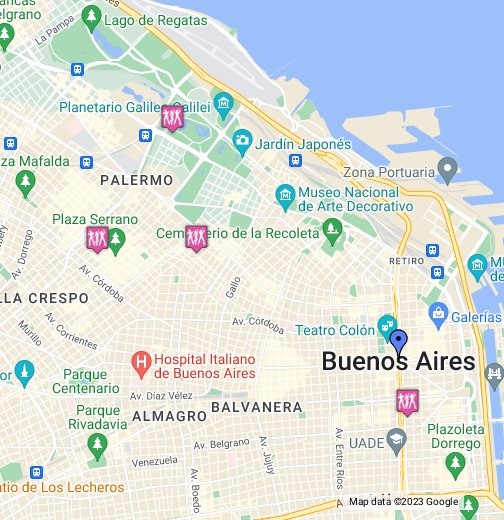 ancas
elgrano
Lago de Regatas
La Pampa
Planetario Galileo Galilei
Jardín Japonés
za Mafalda
Zona Portuaria
PALERMO
Museo Nacional
de Arte Decorativo
Plaza Serrano
Cementerio de la Recoleta
Av. Dorrego
RETIRO
Av. Córdoba
Gallo
LLA CRESPO
Galerías
Av. Corrientes
Av. Córdoba
Teatro Colón
Murillo
Buenos Aires
Hospital Italiano
de Buenos Aires
Parque
Centenario
Av. Díaz Vélez
BALVANERA
Parque
Rivadavia
ALMAGRO
Plazoleta
Dorrego
UADE
Av. Belgrano
Av. Jujuy
Av. Entre Ríos
Venezuela
Av. Boedo
atio de Los Lecheros
Map data ©2023 Google